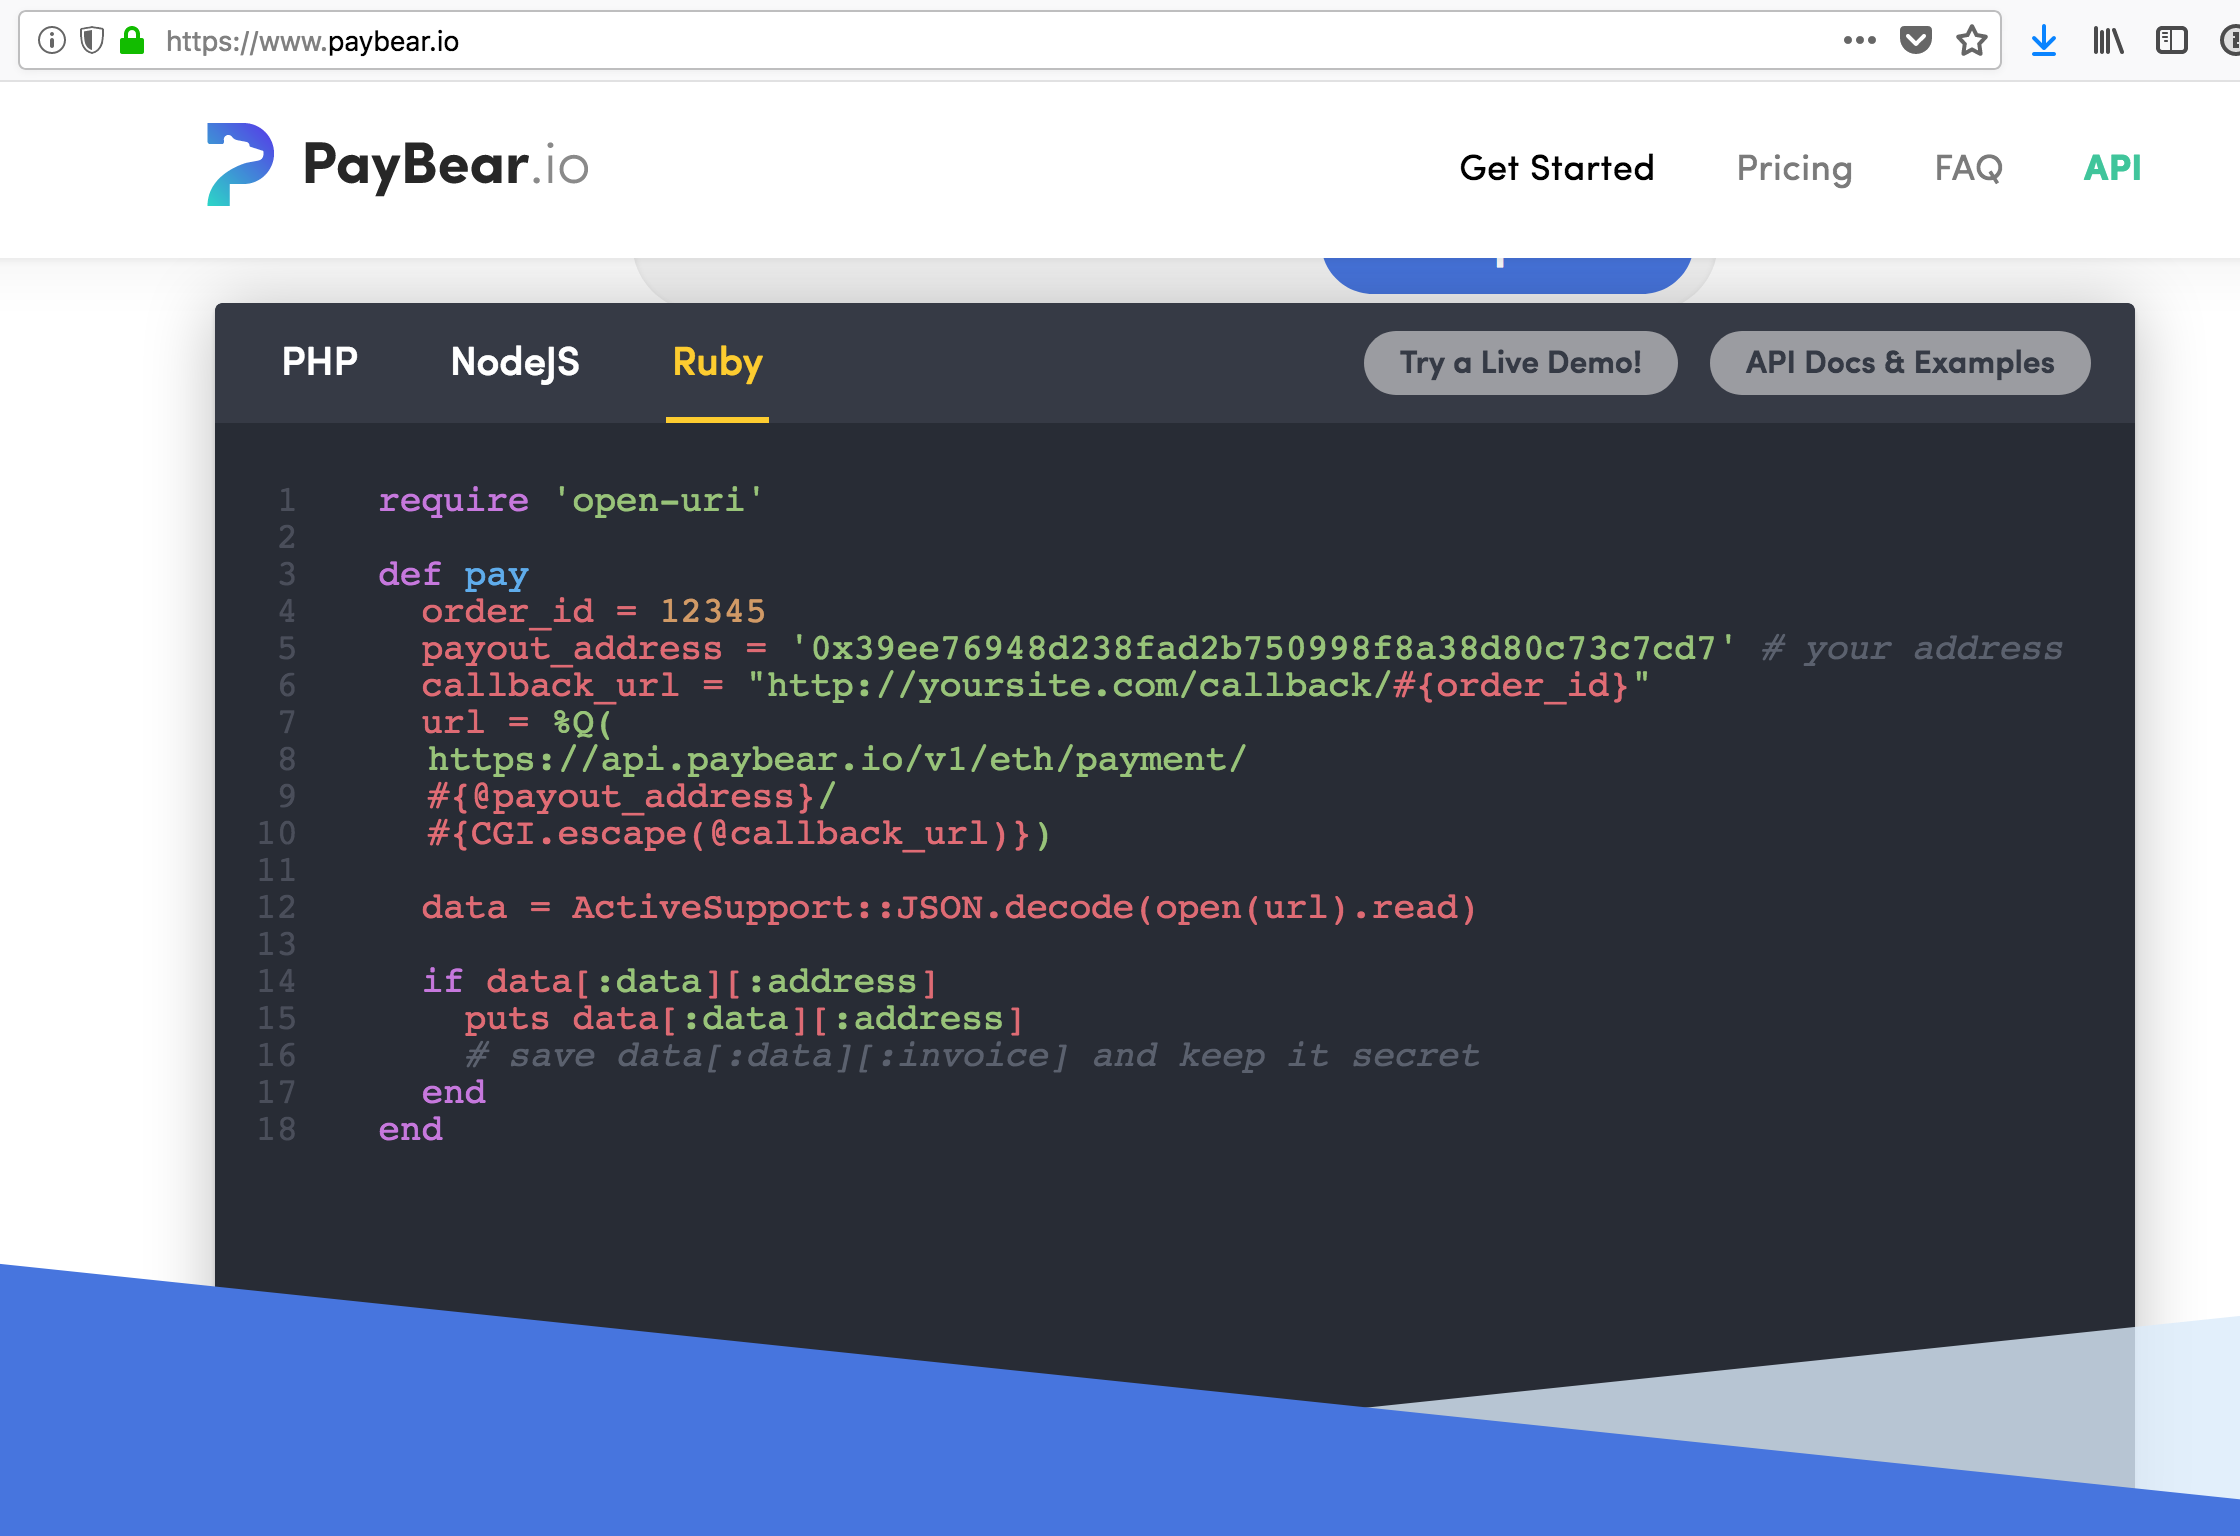 https://www.paybear.io
PayBear.io
Get Started Pricing FAQ API
PHP NodeJS Ruby Try a Live Demo! API Docs & Examples
1 require 'open-uri'
2
3 def pay
4 order_id = 12345
5 payout_address = '0x39ee76948d238fad2b750998f8a38d80c73c7cd7' # your address
6 callback_url = "http://yoursite.com/callback/#{order_id}"
7 url = %Q(
8 https://api.paybear.io/v1/eth/payment/
9 #{@payout_address}/
10 #{CGI.escape(@callback_url)})
11
12 data = ActiveSupport::JSON.decode(open(url).read)
13
14 if data[:data][:address]
15 puts data[:data][:address]
16 # save data[:data][:invoice] and keep it secret
17 end
18 end